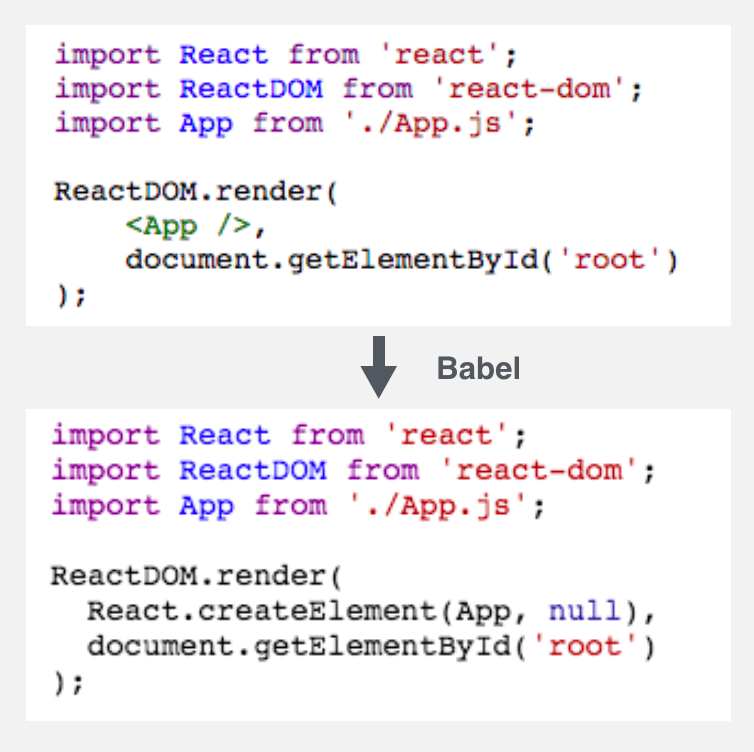 import React from 'react';
import ReactDOM from 'react-dom';
import App from './App.js';

ReactDOM.render(
    <App />,
    document.getElementById('root')
);
Babel
import React from 'react';
import ReactDOM from 'react-dom';
import App from './App.js';

ReactDOM.render(
  React.createElement(App, null),
  document.getElementById('root')
);